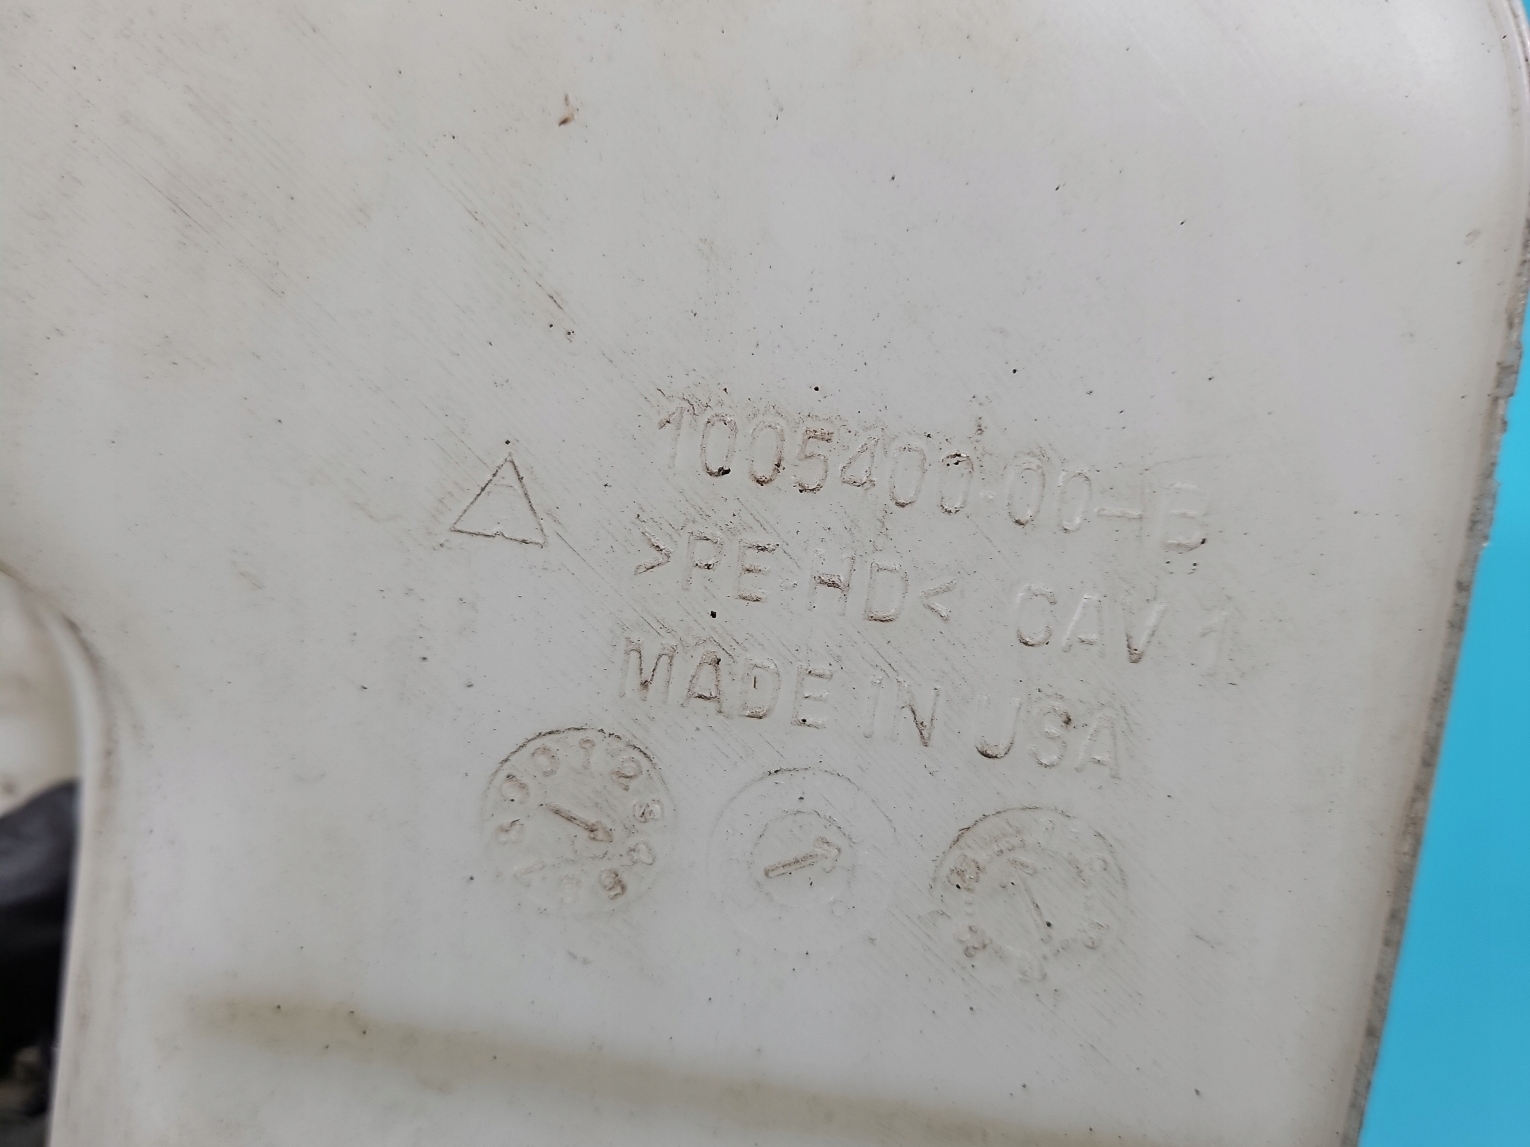 1005400-00-B
>PE-HD< CAV 1
MADE IN USA